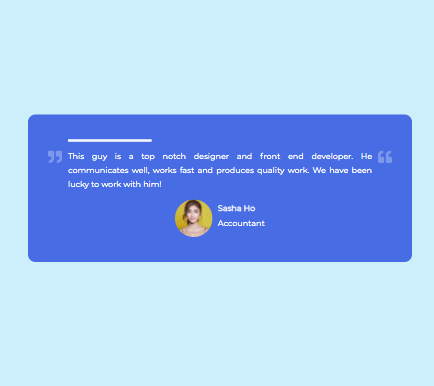 This guy is a top notch designer and front end developer. He
communicates well, works fast and produces quality work. We have been
lucky to work with him!
Sasha Ho
Accountant